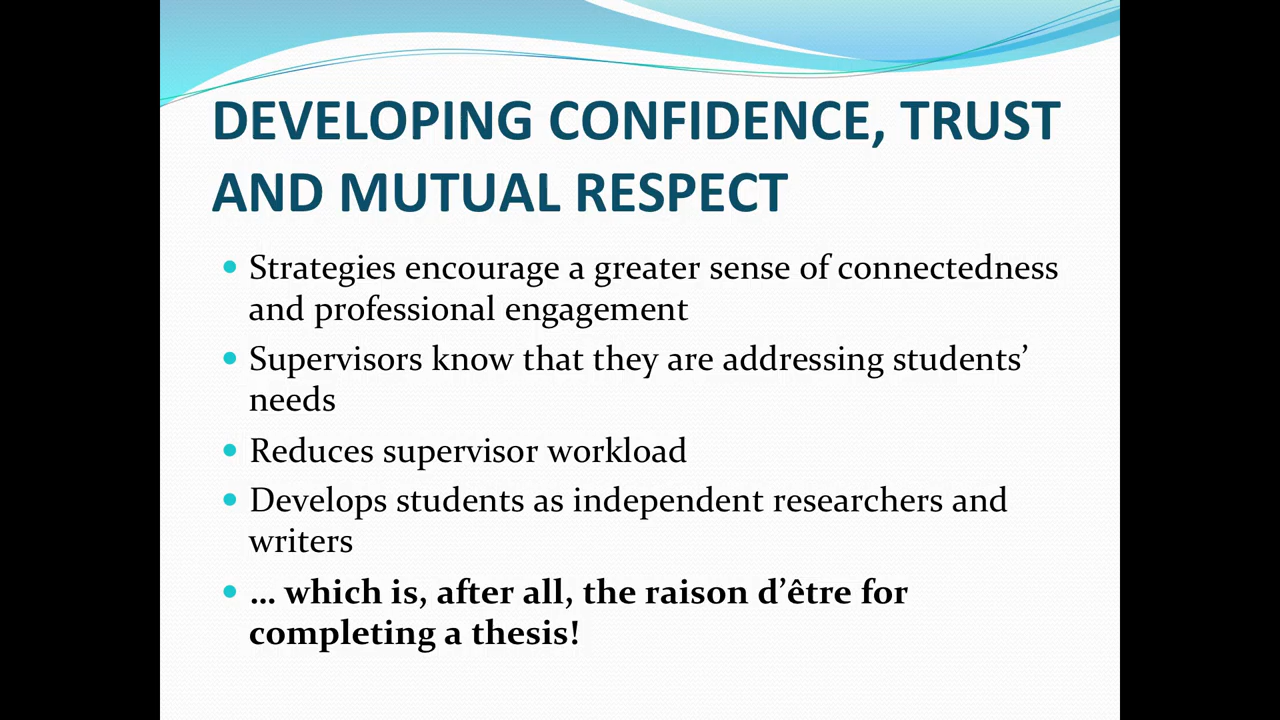 DEVELOPING CONFIDENCE, TRUST
AND MUTUAL RESPECT
• Strategies encourage a greater sense of connectedness
and professional engagement
• Supervisors know that they are addressing students’
needs
• Reduces supervisor workload
• Develops students as independent researchers and
writers
• … which is, after all, the raison d’être for
completing a thesis!